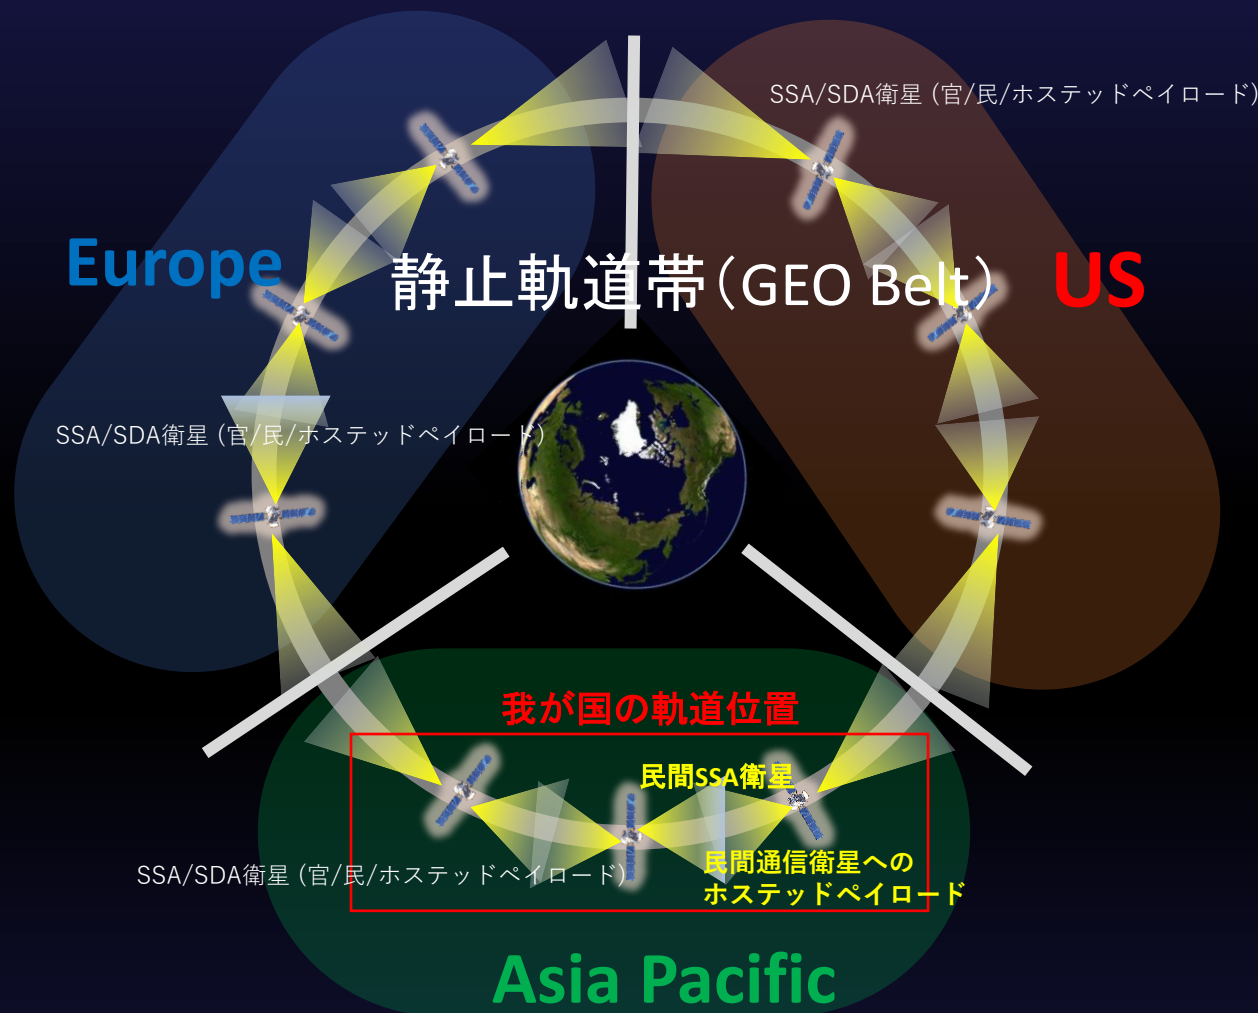 SSA/SDA衛星 (官/民/ホステッドペイロード)
Europe
静止軌道帯（GEO Belt）
US
SSA/SDA衛星 (官/民/ホステッドペイロード)
我が国の軌道位置
民間SSA衛星
民間通信衛星への
ホステッドペイロード
SSA/SDA衛星 (官/民/ホステッドペイロード)
Asia Pacific